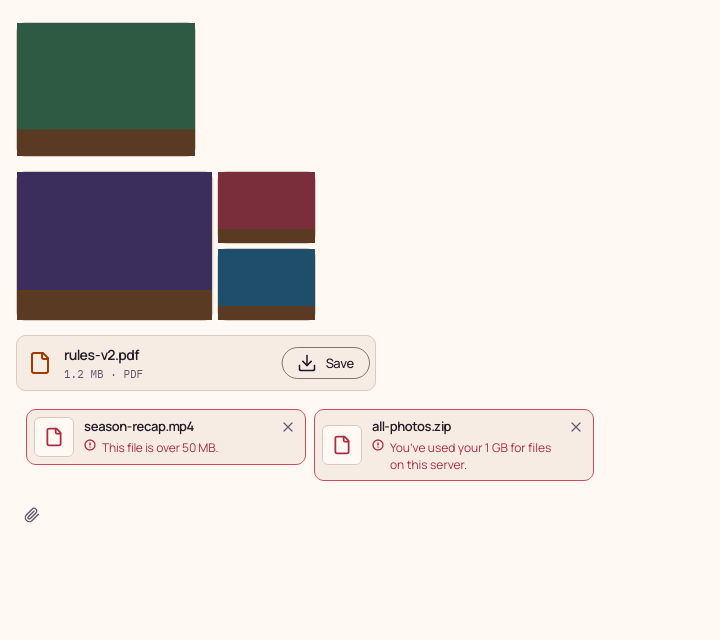 rules-v2.pdf
1.2 MB · PDF
Save
season-recap.mp4
This file is over 50 MB.
all-photos.zip
You've used your 1 GB for files
on this server.